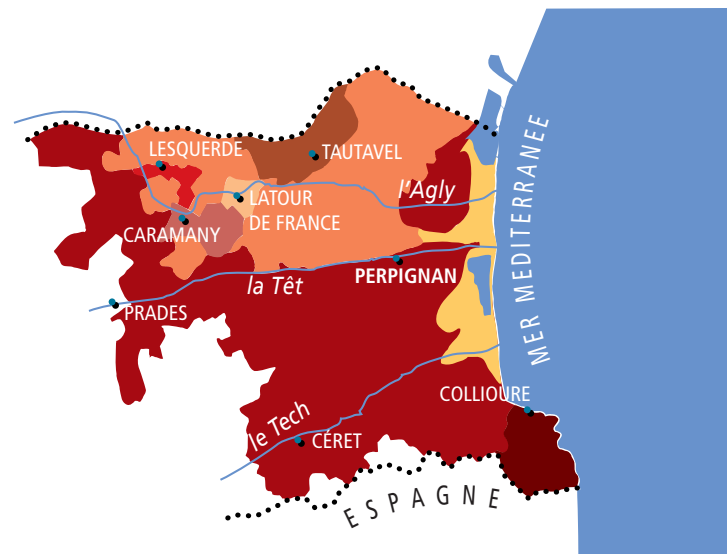 LESQUERDE
TAUTAVEL
LATOUR
DE FRANCE
l'Agly
CARAMANY
PERPIGNAN
la Têt
PRADES
MER MEDITERRANEE
COLLIOURE
le Tech
CÉRET
ESPAGNE